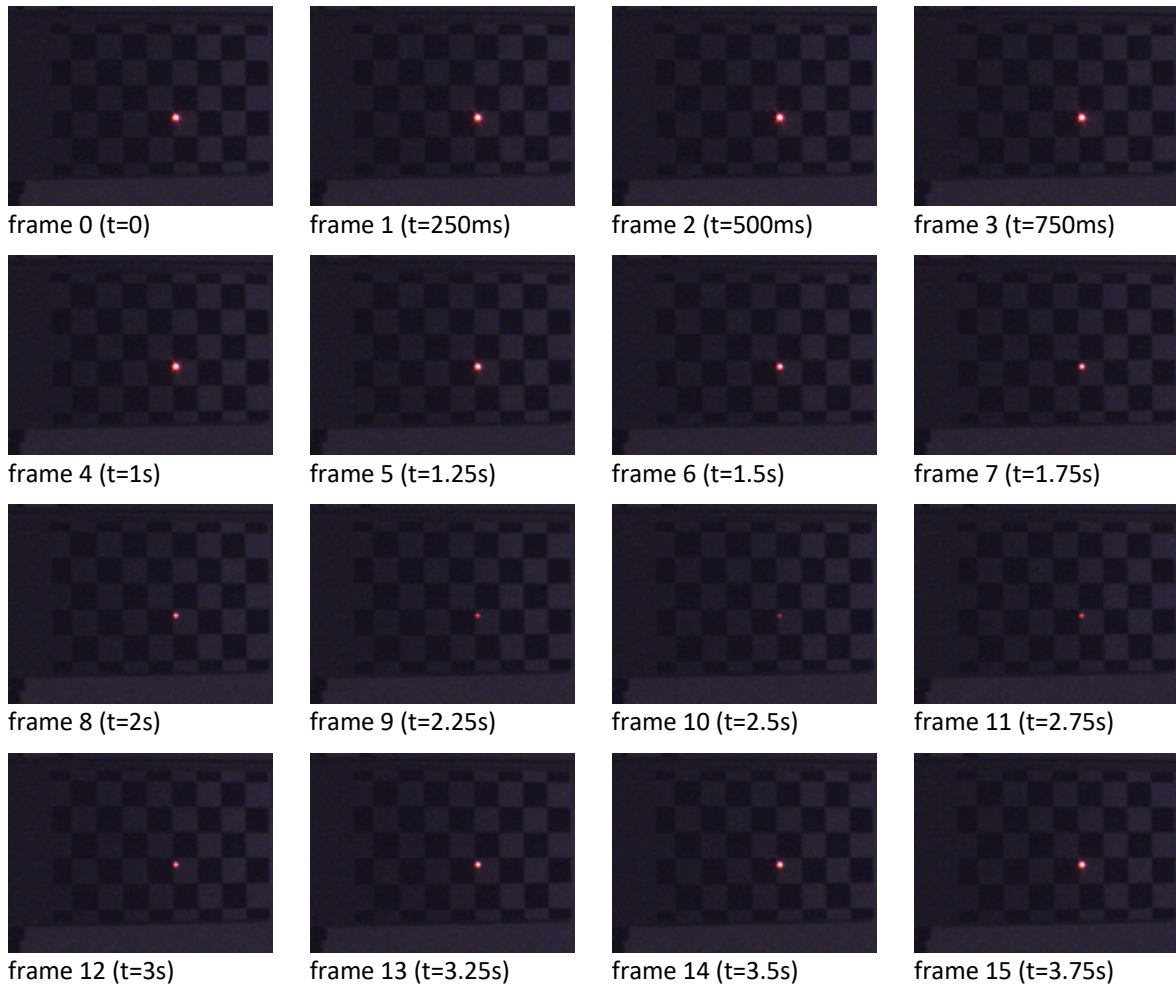 frame 0 (t=0)
frame 1 (t=250ms)
frame 2 (t=500ms)
frame 3 (t=750ms)
frame 4 (t=1s)
frame 5 (t=1.25s)
frame 6 (t=1.5s)
frame 7 (t=1.75s)
frame 8 (t=2s)
frame 9 (t=2.25s)
frame 10 (t=2.5s)
frame 11 (t=2.75s)
frame 12 (t=3s)
frame 13 (t=3.25s)
frame 14 (t=3.5s)
frame 15 (t=3.75s)